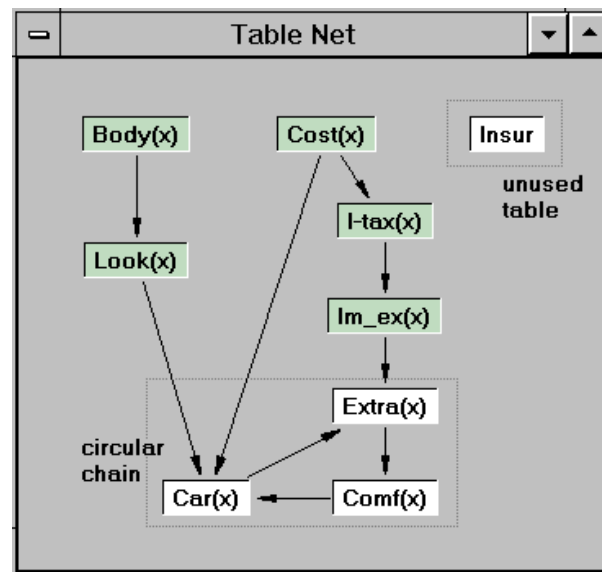 Table Net
Body(x)
Cost(x)
Insur
unused
table
I-tax(x)
Look(x)
Im_ex(x)
Extra(x)
circular
chain
Car(x)
Comf(x)